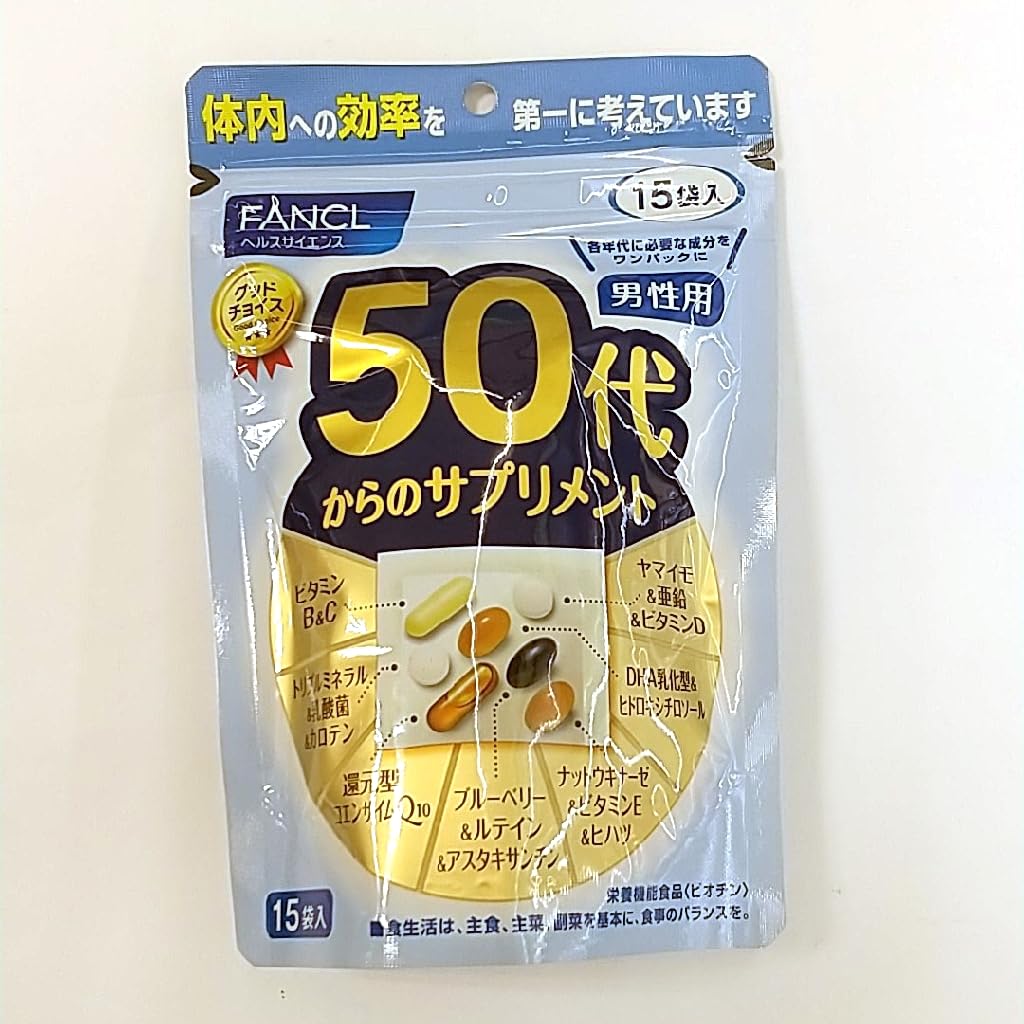 体内への効率を 第一に考えています
FANCL
ヘルスサイエンス
15袋入
各年代に必要な成分を
ワンパックに
男性用
グッド
チョイス
Good Choice
50代
からのサプリメント
ビタミン
B&C
ヤマイモ
&亜鉛
&ビタミンD
トリプルミネラル
&乳酸菌
&カロテン
DHA乳化型&
ヒドロキシチロソール
還元型
コエンザイムQ10
ブルーベリー
&ルテイン
&アスタキサンチン
ナットウキナーゼ
&ビタミンE
&ヒハツ
栄養機能食品〈ビオチン〉
15袋入
■食生活は、主食、主菜、副菜を基本に、食事のバランスを。